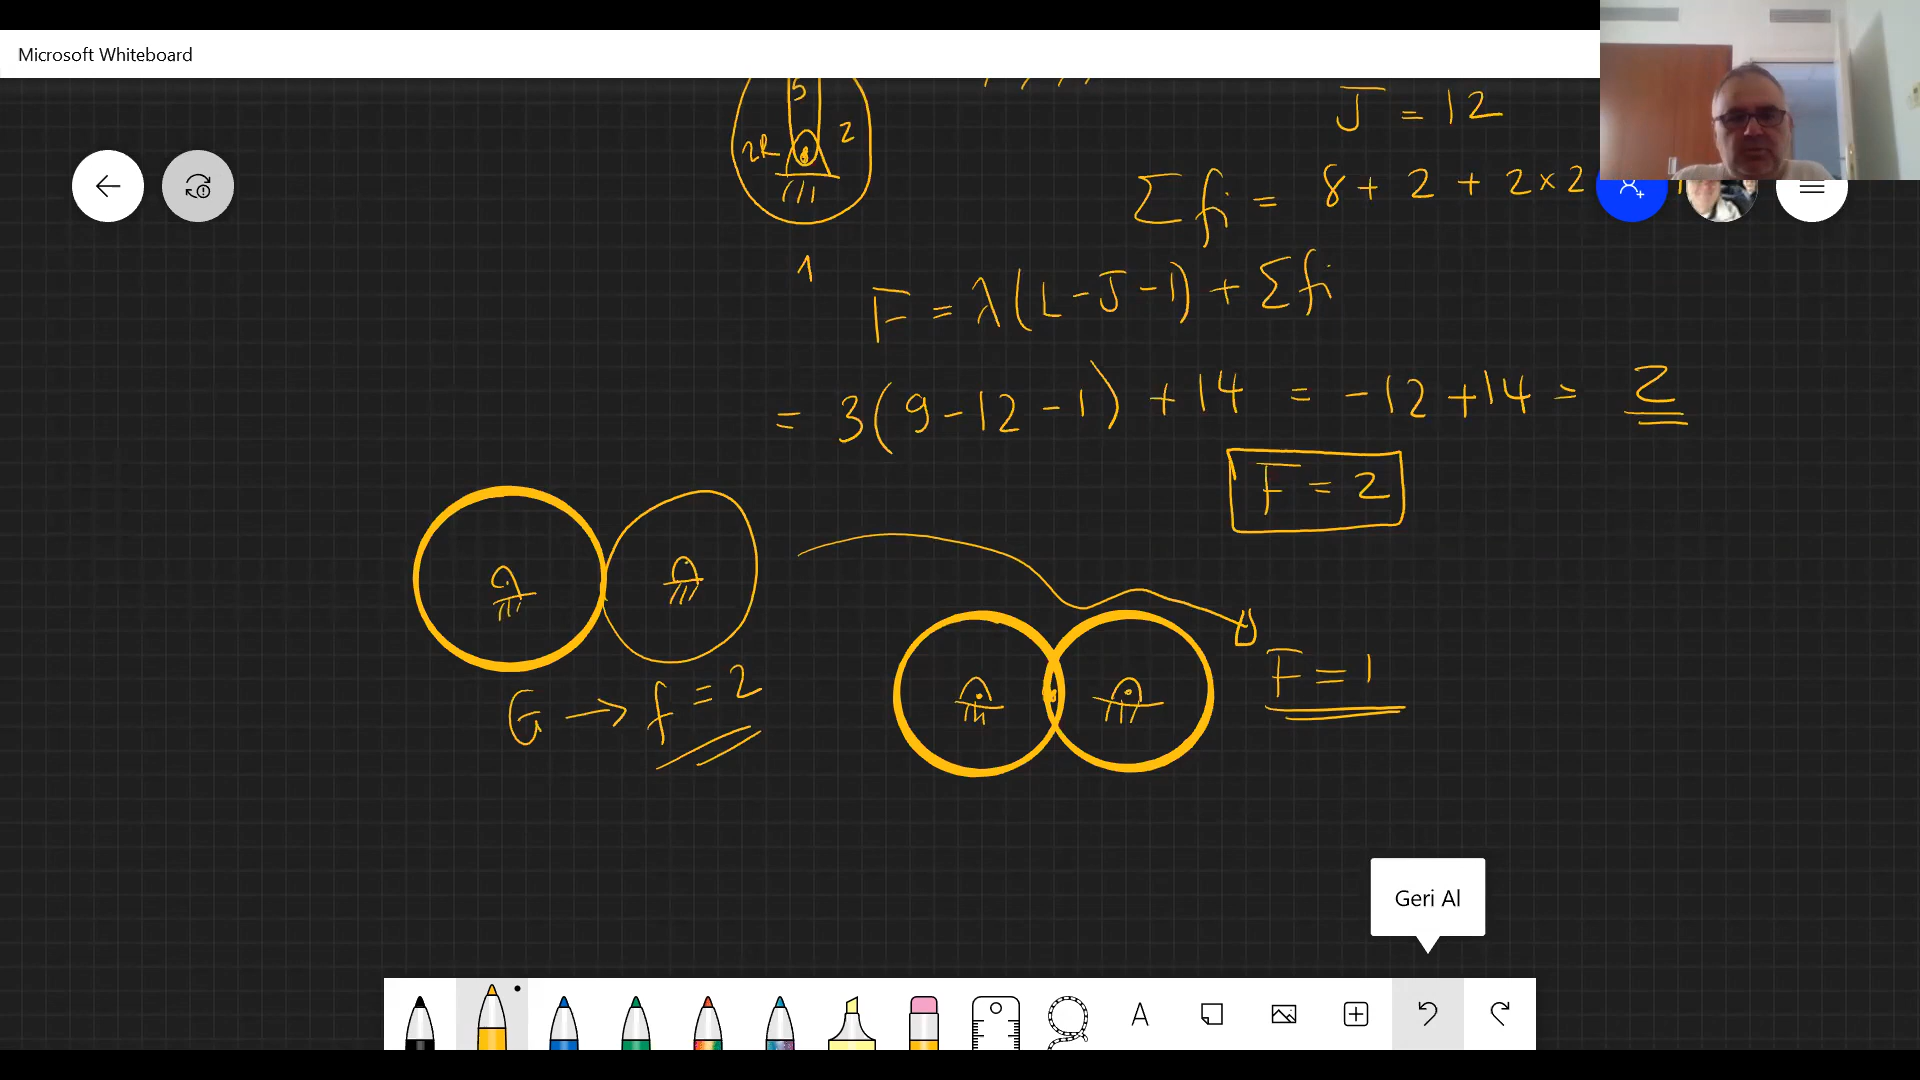 Microsoft Whiteboard
5
2R 8 2
1
J = 12
Σfi = 8 + 2 + 2×2
F = λ(L-J-1) + Σfi
= 3(9-12-1) + 14 = -12+14 = 2
F = 2
G → f = 2
F = 1
Geri Al
A